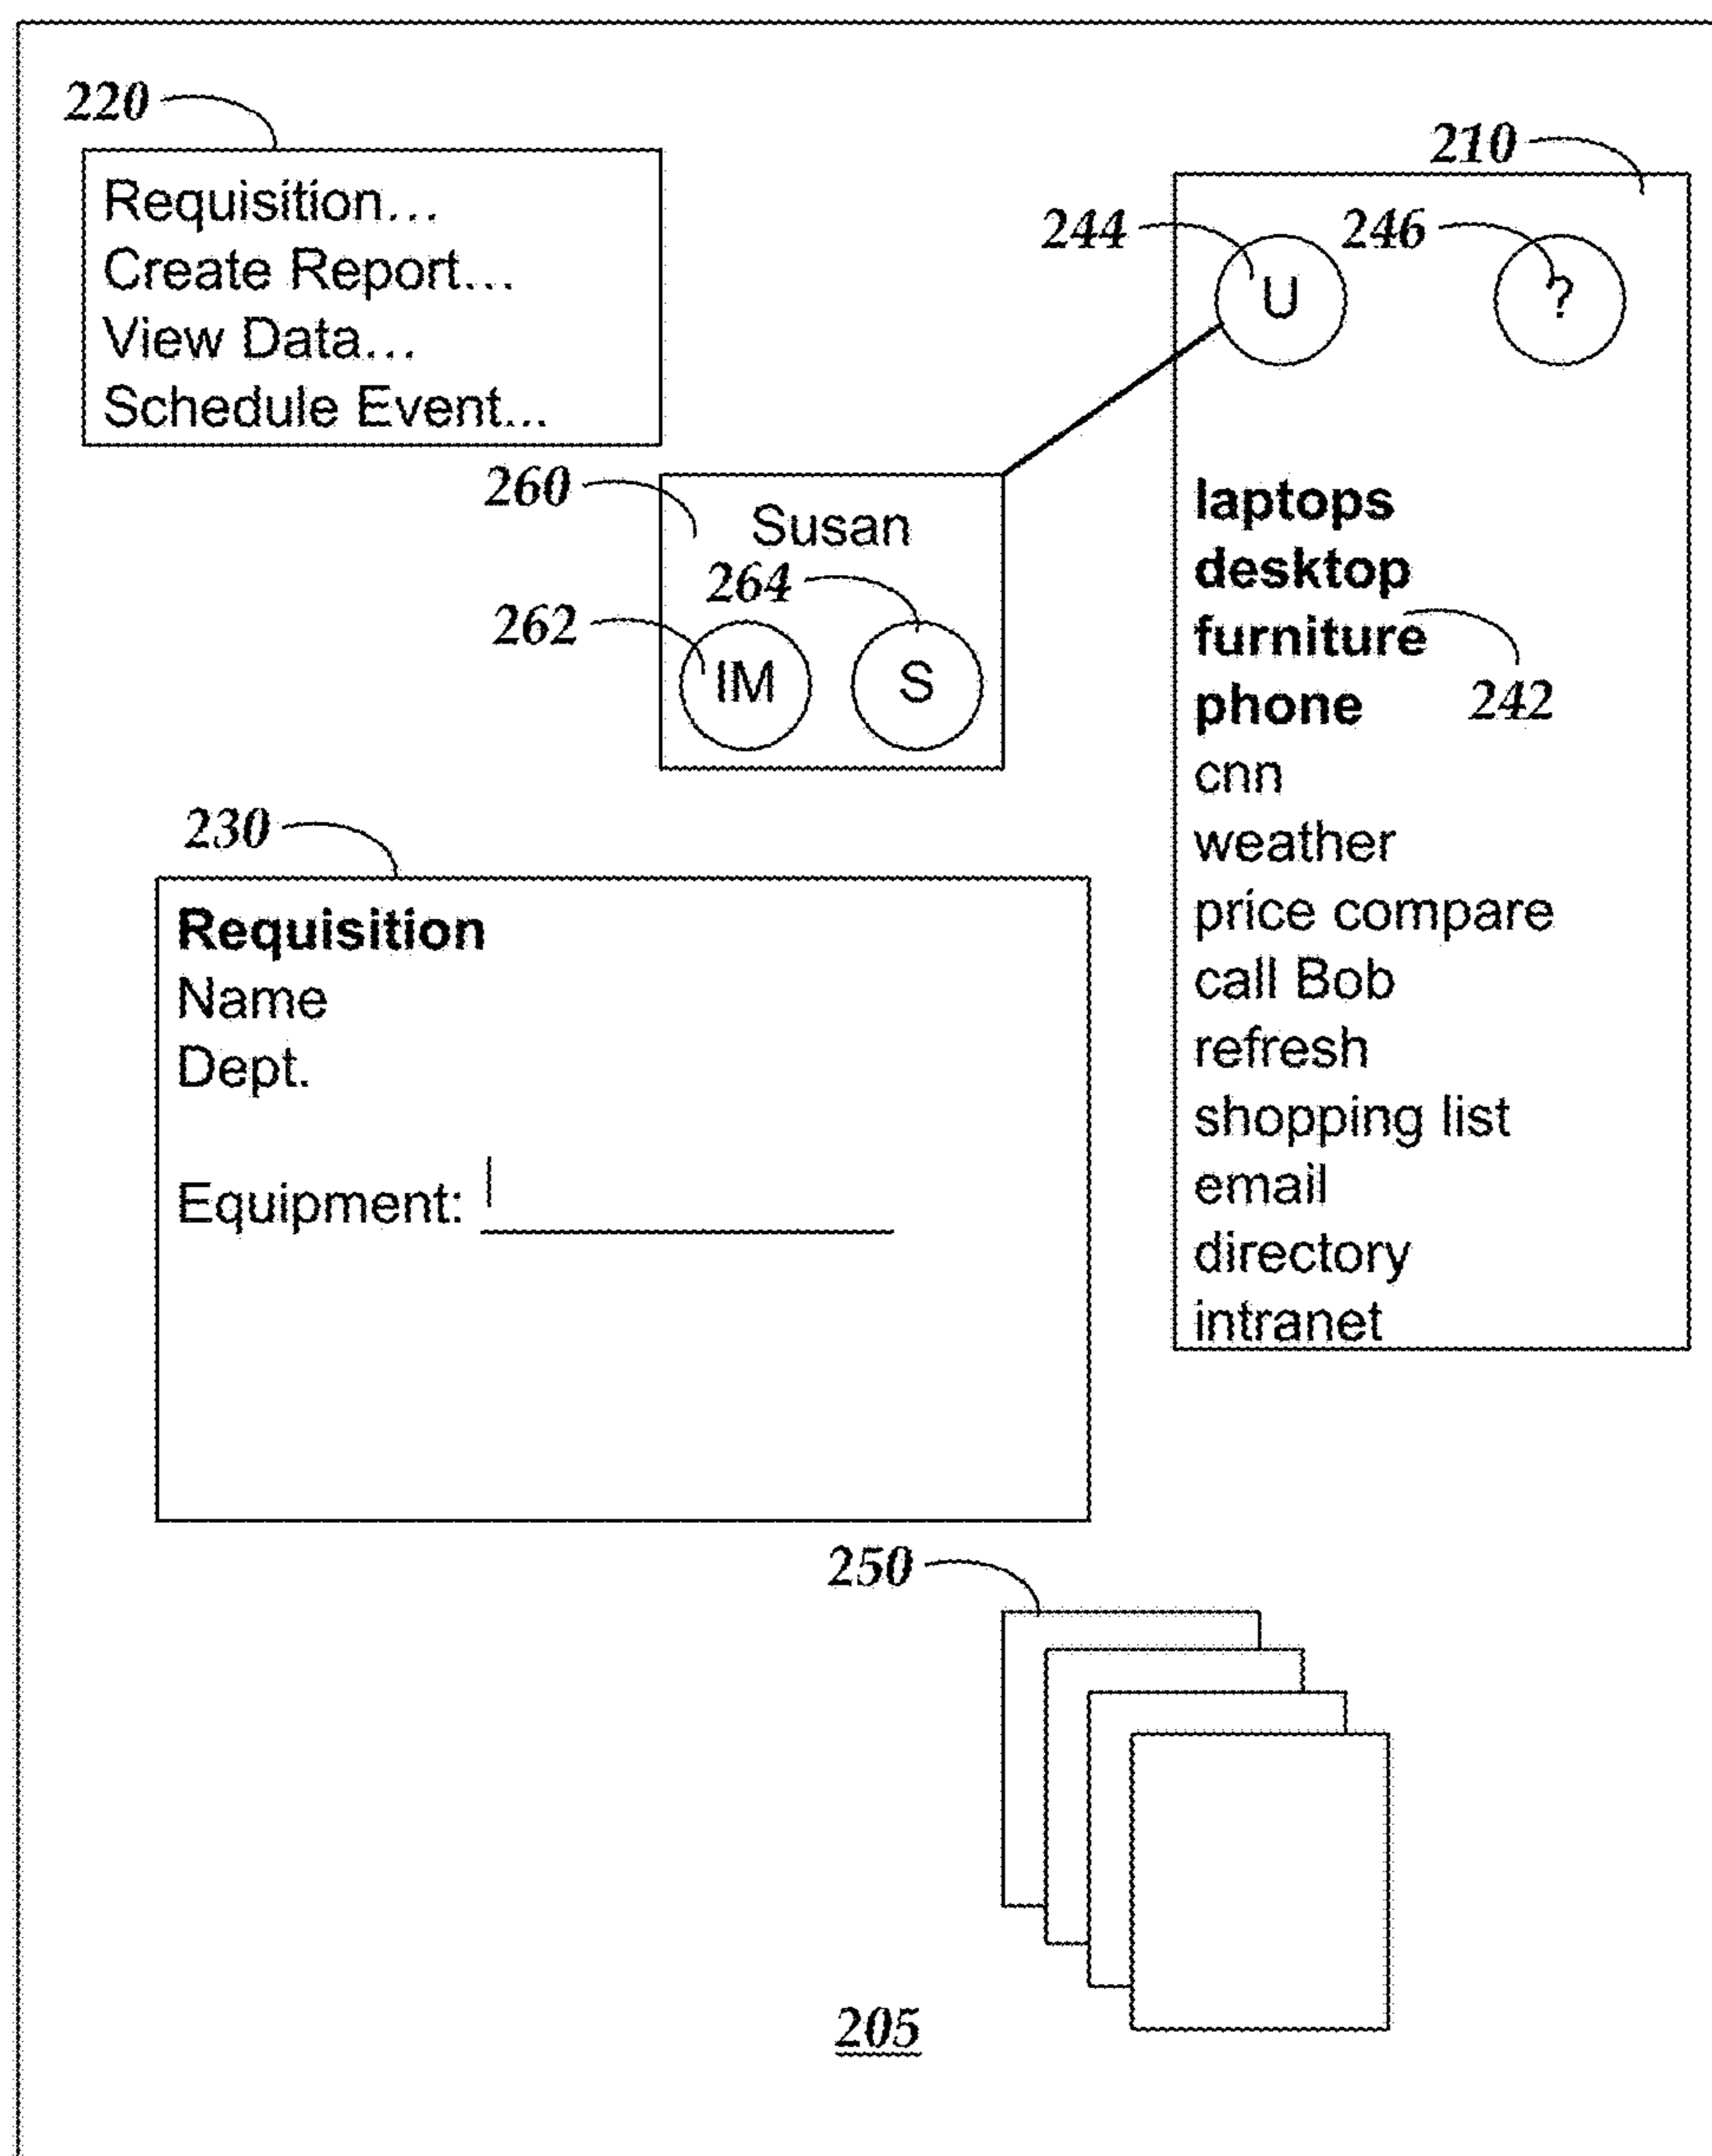 220
Requisition...
Create Report...
View Data...
Schedule Event...
210
244
246
U
?
260
Susan
264
262
IM
S
laptops
desktop
furniture
phone
242
cnn
weather
price compare
call Bob
refresh
shopping list
email
directory
intranet
230
Requisition
Name
Dept.
Equipment:
250
205